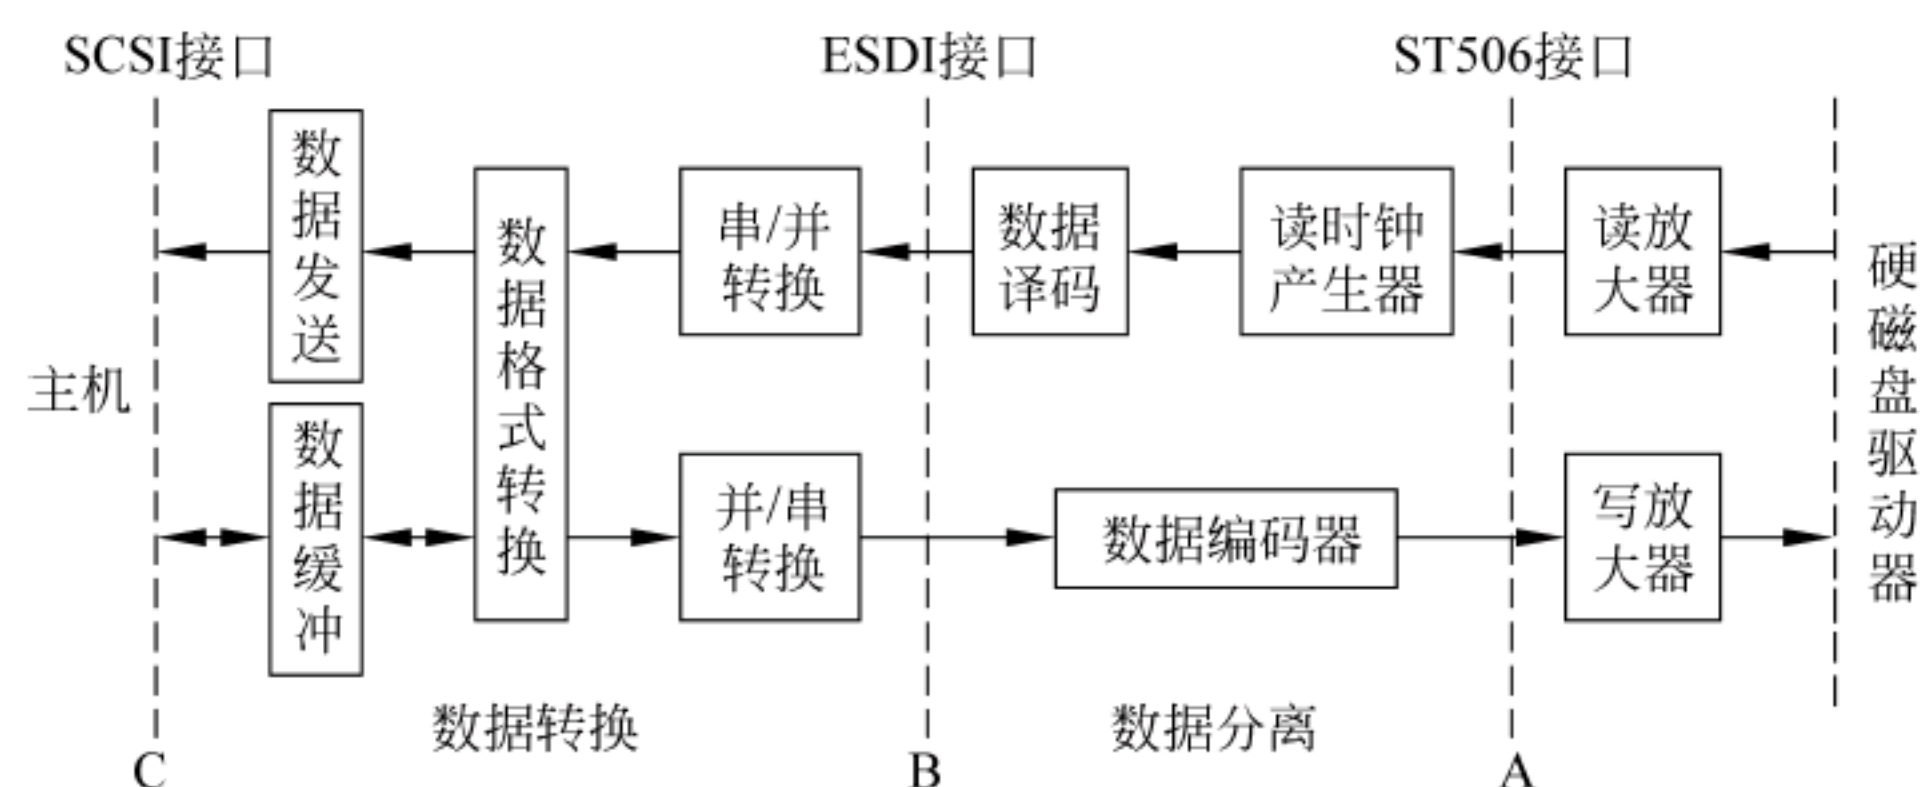 SCSI接口
ESDI接口
ST506接口
数据发送
数据格式转换
串/并
转换
数据
译码
读时钟
产生器
读放
大器
硬磁盘驱动器
主机
数据缓冲
并/串
转换
数据编码器
写放
大器
数据转换
数据分离
C
B
A